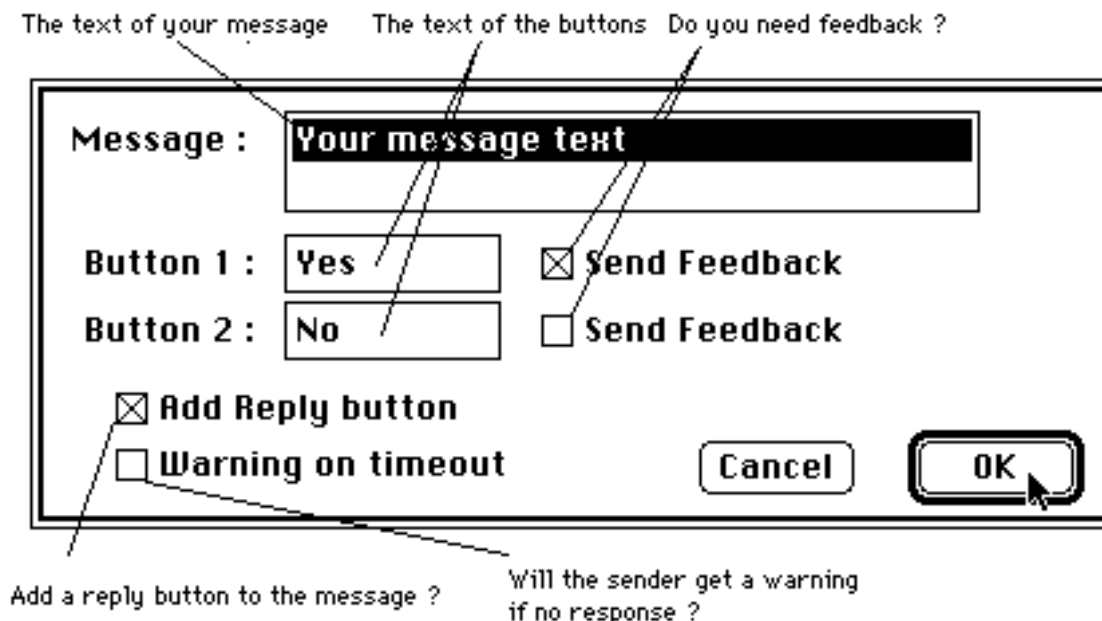 The text of your message The text of the buttons Do you need feedback ?
Message : Your message text
Button 1 : Yes Send Feedback
Button 2 : No Send Feedback
Add Reply button
Warning on timeout Cancel OK
Add a reply button to the message ?
Will the sender get a warning
if no response ?